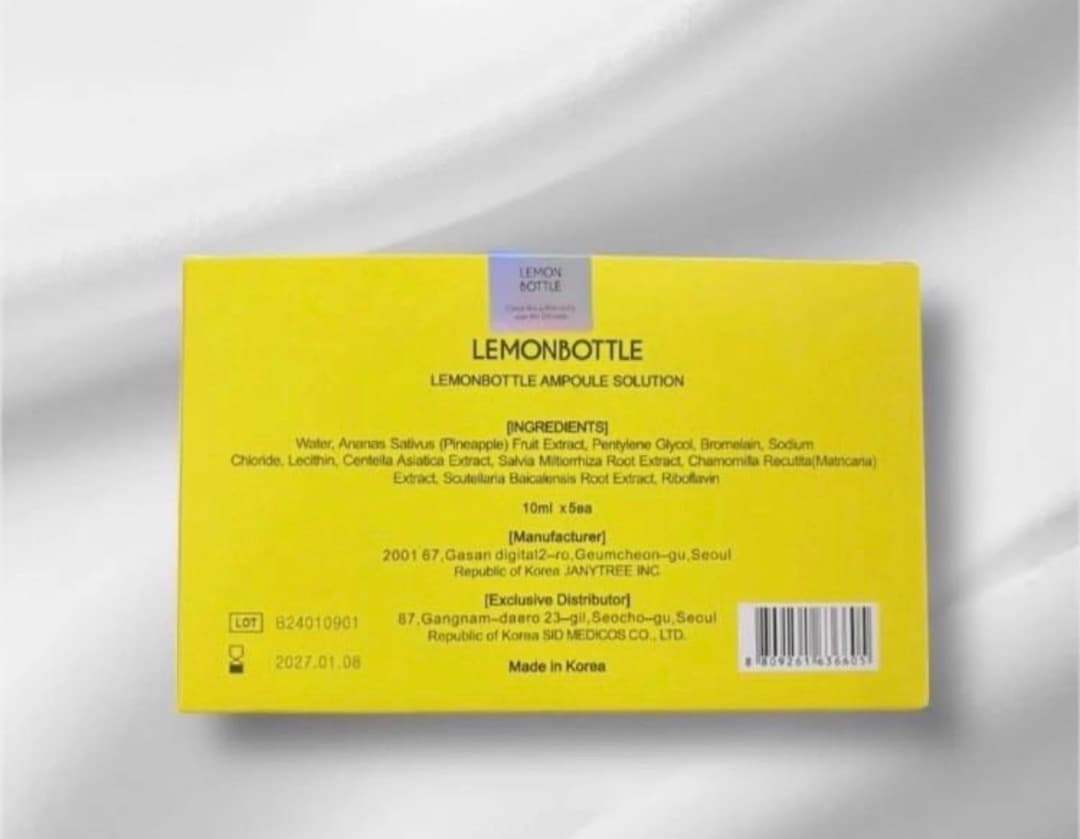 LEMON
BOTTLE
LEMONBOTTLE
LEMONBOTTLE AMPOULE SOLUTION
[INGREDIENTS]
Water, Ananas Sativus (Pineapple) Fruit Extract, Pentylene Glycol, Bromelain, Sodium
Chloride, Lecithin, Centella Asiatica Extract, Salvia Miltiorrhiza Root Extract, Chamomilla Recutita(Matricaria)
Extract, Scutellaria Baicalensis Root Extract, Riboflavin
10ml x5ea
[Manufacturer]
2001 67,Gasan digital2-ro,Geumcheon-gu,Seoul
Republic of Korea JANYTREE INC
[Exclusive Distributor]
87,Gangnam-daero 23-gil,Seocho-gu,Seoul
Republic of Korea SID MEDICOS CO., LTD.
Made in Korea
LOT B24010901
2027.01.08
8 809261 636605